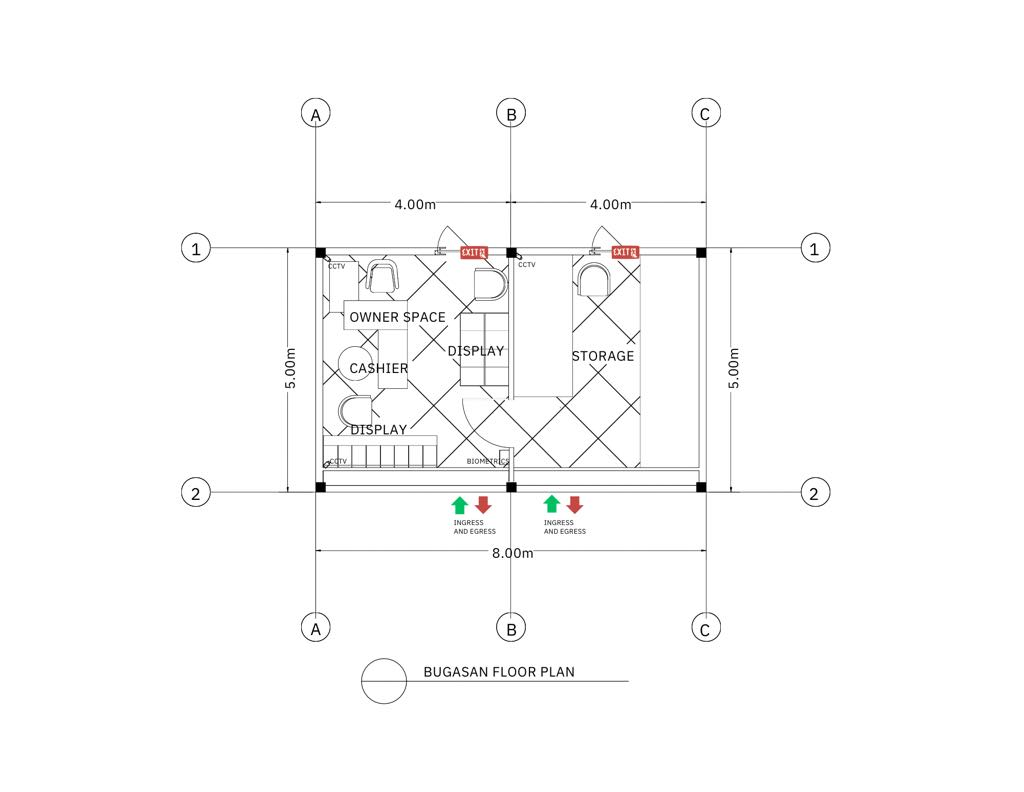 A
B
C
4.00m
4.00m
1
1
EXIT
EXIT
CCTV
CCTV
OWNER SPACE
DISPLAY
STORAGE
5.00m
5.00m
CASHIER
DISPLAY
CCTV
BIOMETRICS
2
2
INGRESS
AND EGRESS
INGRESS
AND EGRESS
8.00m
A
B
C
BUGASAN FLOOR PLAN